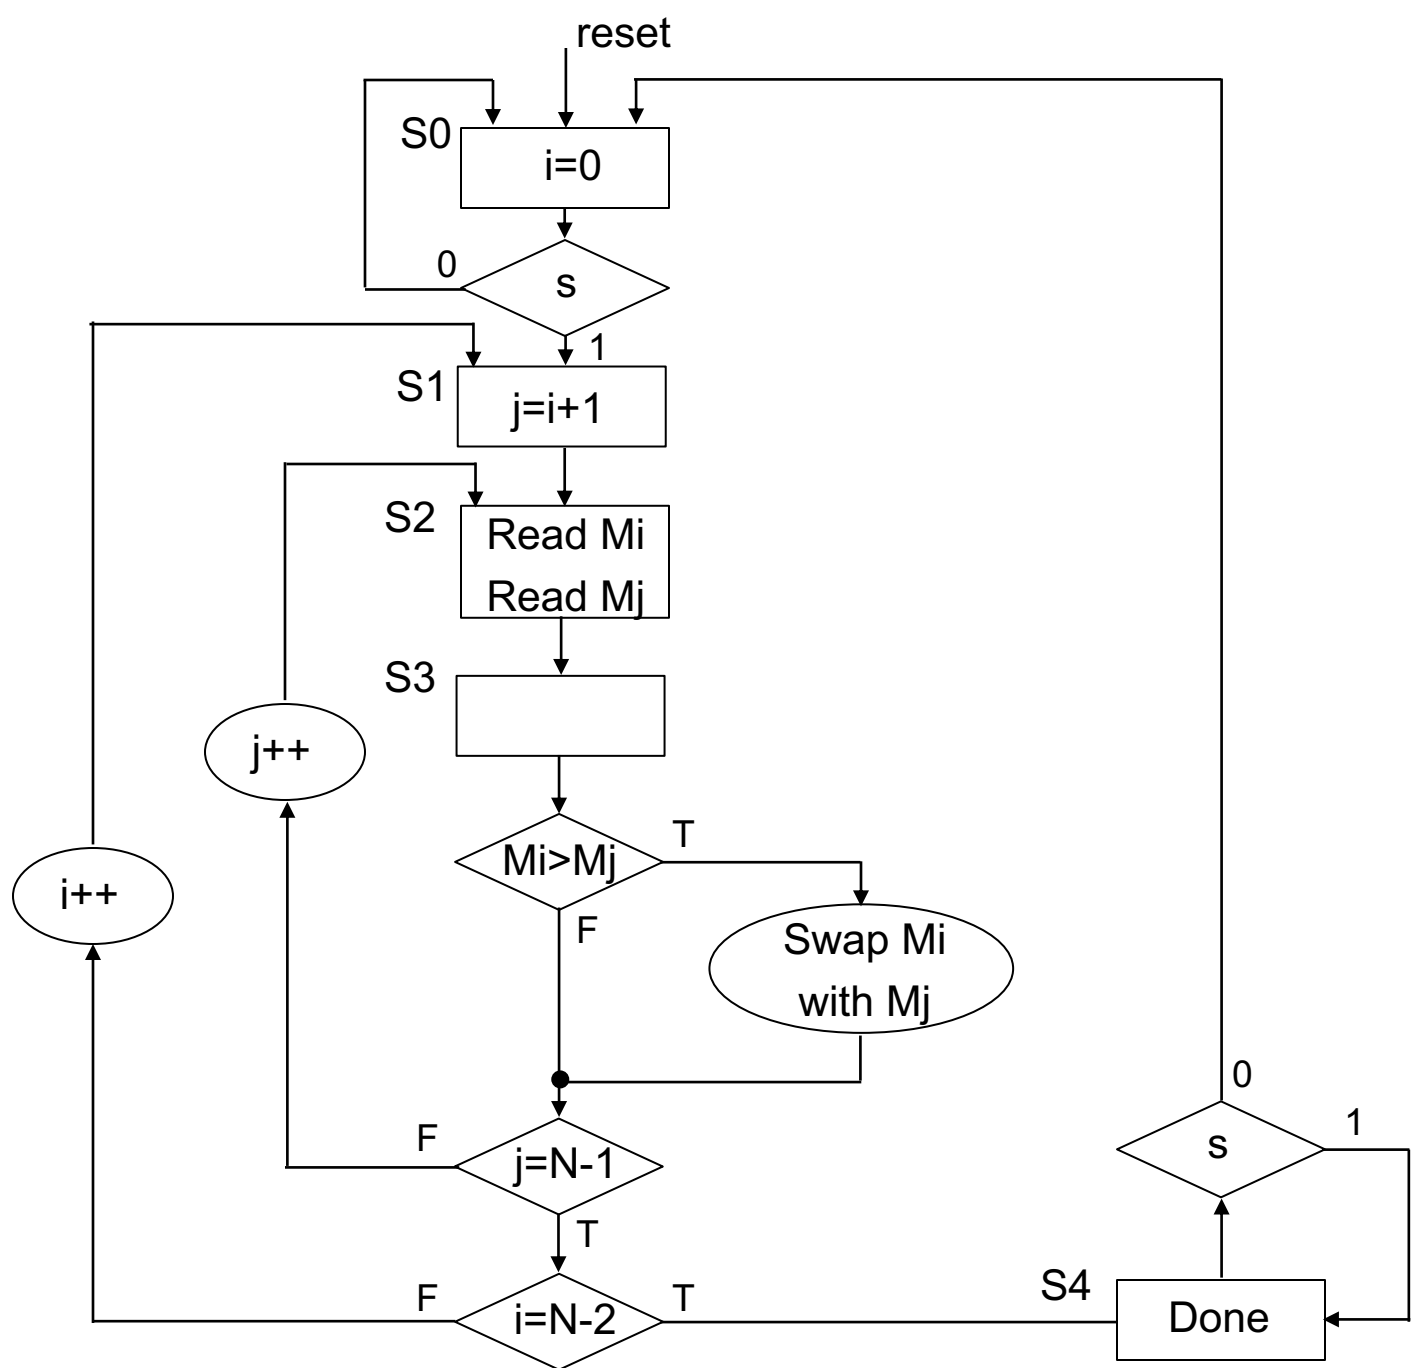 reset
S0
i=0
0
s
1
S1
j=i+1
S2
Read Mi
Read Mj
S3
j++
T
Mi>Mj
i++
F
Swap Mi
with Mj
0
1
s
F
j=N-1
T
S4
F
T
i=N-2
Done